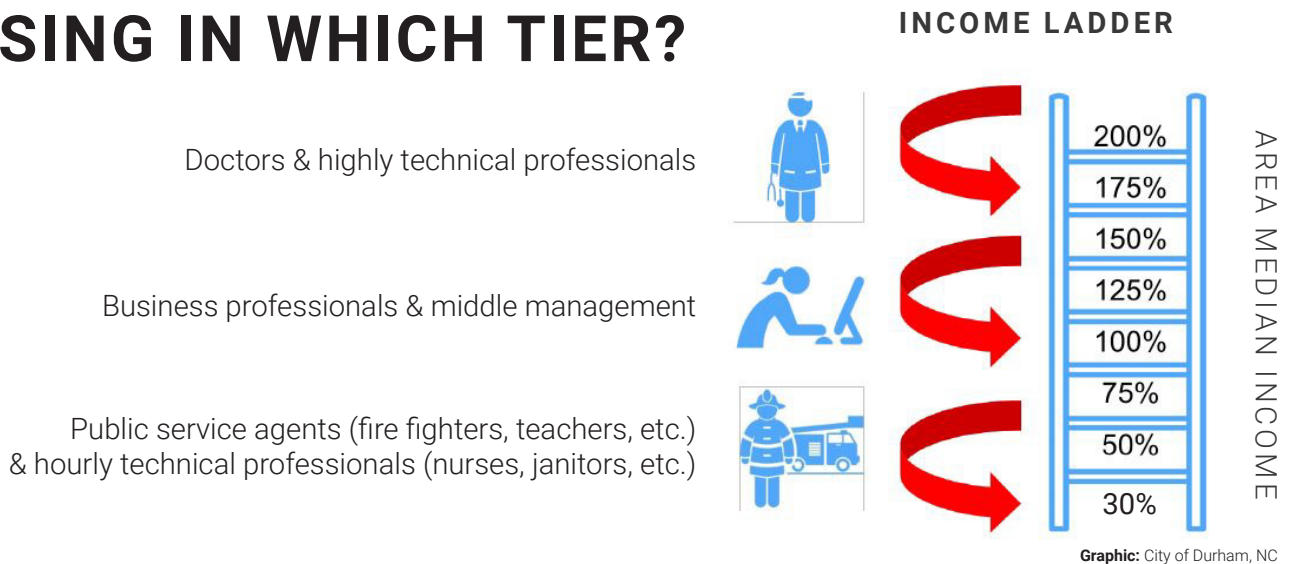 SING IN WHICH TIER?
INCOME LADDER
Doctors & highly technical professionals
Business professionals & middle management
Public service agents (fire fighters, teachers, etc.)
& hourly technical professionals (nurses, janitors, etc.)
200%
175%
150%
125%
100%
75%
50%
30%
AREA MEDIAN INCOME
Graphic: City of Durham, NC